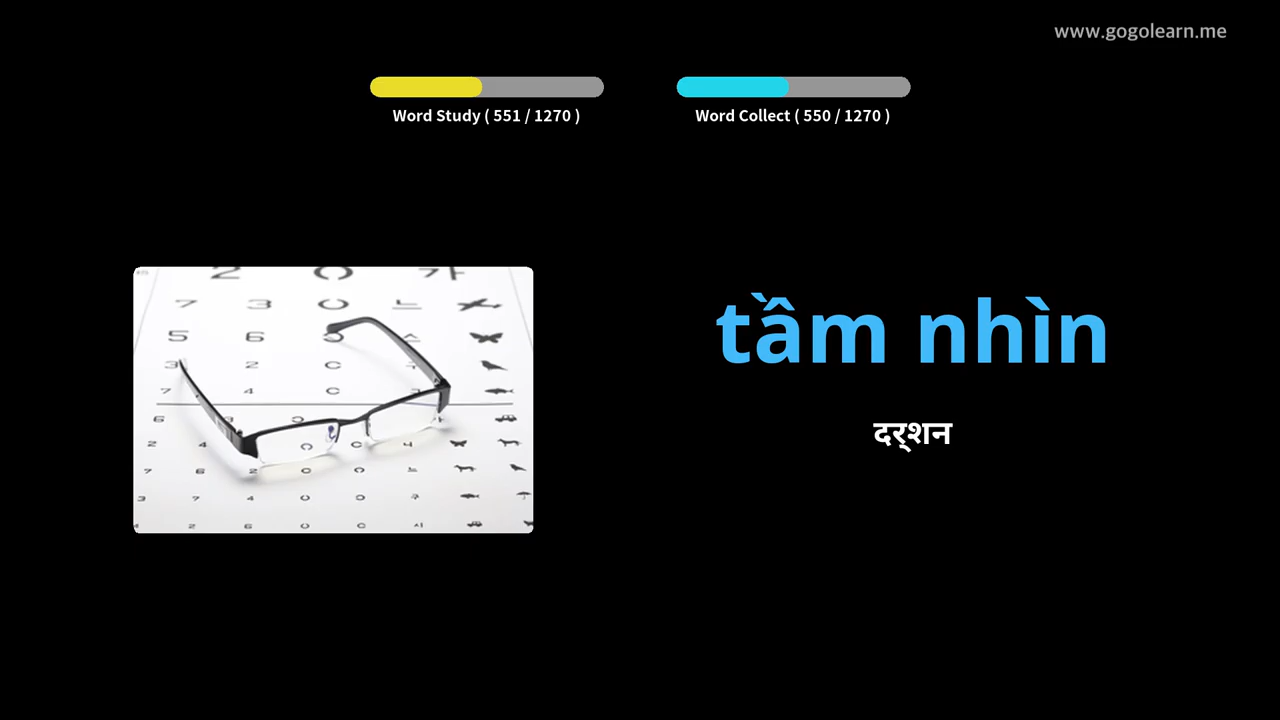 www.gogolearn.me
Word Study ( 551 / 1270 )
Word Collect ( 550 / 1270 )
tầm nhìn
दर्‌शन